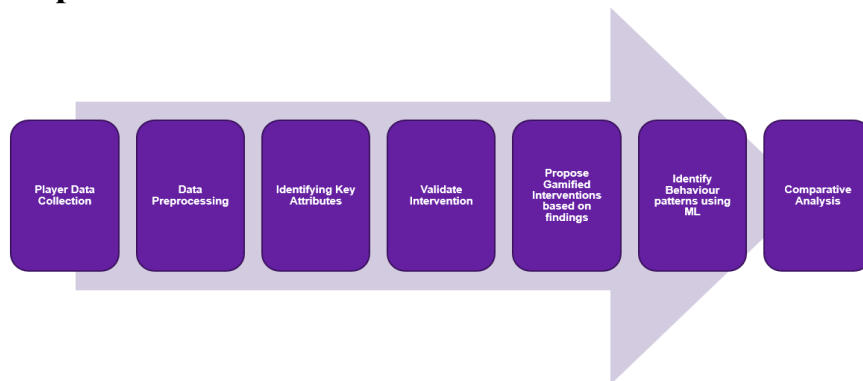 Player Data
Collection
Data
Preprocessing
Identifying Key
Attributes
Validate
Intervention
Propose
Gamified
Interventions
based on
findings
Identify
Behaviour
patterns using
ML
Comparative
Analysis